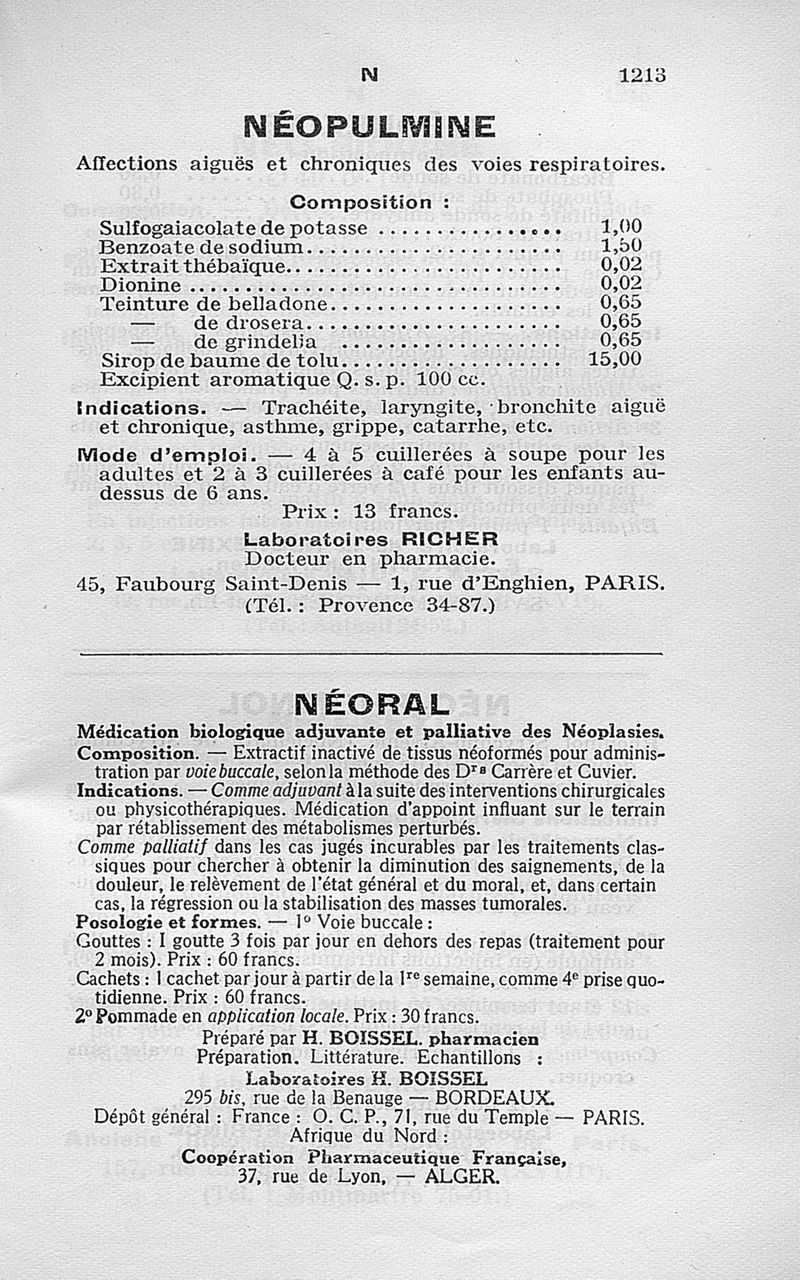 N 1213
NÉOPULMINE
Affections aiguës et chroniques des voies respiratoires.
Composition :
Sulfogaiacolate de potasse .................... 1,00
Benzoate de sodium............................ 1,50
Extrait thébaïque.............................. 0,02
Dionine ........................................ 0,02
Teinture de belladone......................... 0,65
— de drosera............................ 0,65
— de grindelia ........................ 0,65
Sirop de baume de tolu....................... 15,00
Excipient aromatique Q. s. p. 100 cc.
Indications. — Trachéite, laryngite, bronchite aiguë
et chronique, asthme, grippe, catarrhe, etc.
Mode d'emploi. — 4 à 5 cuillerées à soupe pour les
adultes et 2 à 3 cuillerées à café pour les enfants au-
dessus de 6 ans.
Prix : 13 francs.
Laboratoires RICHER
Docteur en pharmacie.
45, Faubourg Saint-Denis — 1, rue d'Enghien, PARIS.
(Tél. : Provence 34-87.)
NÉORAL
Médication biologique adjuvante et palliative des Néoplasies.
Composition. — Extractif inactivé de tissus néoformés pour adminis-
tration par voie buccale, selon la méthode des Drs Carrère et Cuvier.
Indications. — Comme adjuvant à la suite des interventions chirurgicales
ou physicothérapiques. Médication d'appoint influant sur le terrain
par rétablissement des métabolismes perturbés.
Comme palliatif dans les cas jugés incurables par les traitements clas-
siques pour chercher à obtenir la diminution des saignements, de la
douleur, le relèvement de l'état général et du moral, et, dans certain
cas, la régression ou la stabilisation des masses tumorales.
Posologie et formes. — 1° Voie buccale :
Gouttes : 1 goutte 3 fois par jour en dehors des repas (traitement pour
2 mois). Prix : 60 francs.
Cachets : 1 cachet par jour à partir de la 1re semaine, comme 4e prise quo-
tidienne. Prix : 60 francs.
2° Pommade en application locale. Prix : 30 francs.
Préparé par H. BOISSEL. pharmacien
Préparation. Littérature. Echantillons :
Laboratoires H. BOISSEL
295 bis, rue de la Benauge — BORDEAUX.
Dépôt général : France : O. C. P., 71, rue du Temple — PARIS.
Afrique du Nord :
Coopération Pharmaceutique Française,
37, rue de Lyon, — ALGER.